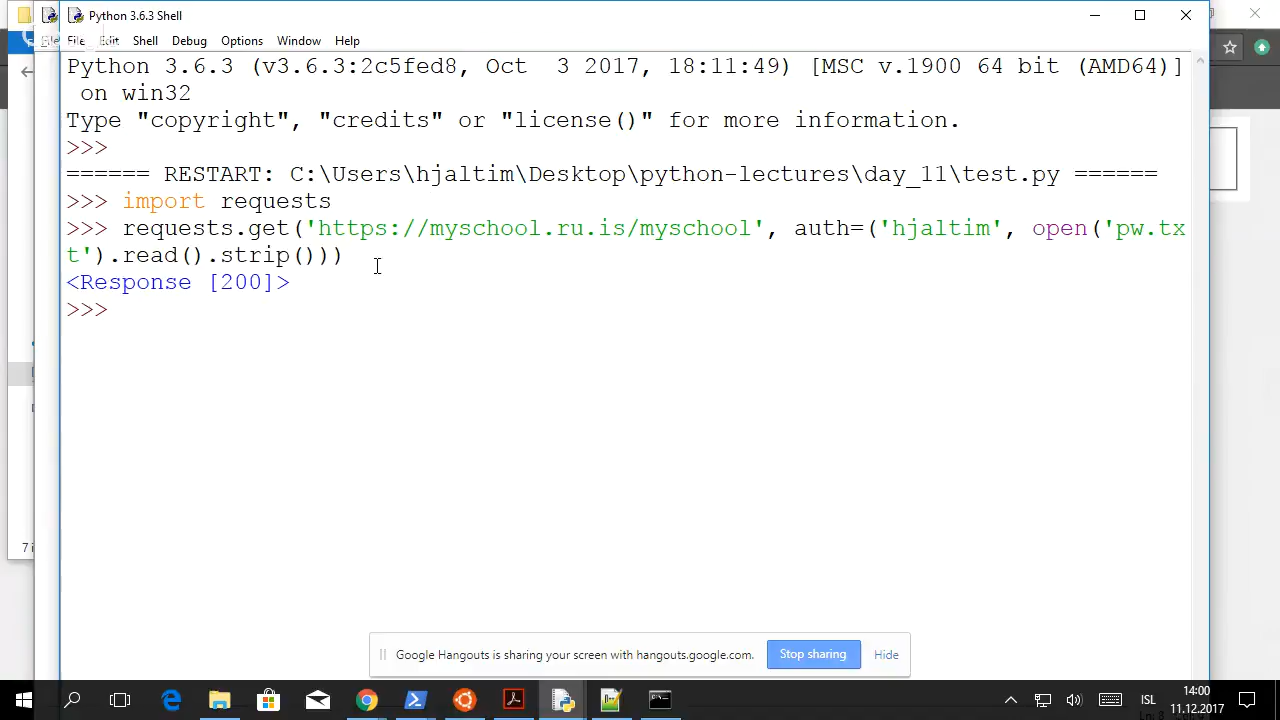 Python 3.6.3 Shell
File File Edit Shell Debug Options Window Help
Python 3.6.3 (v3.6.3:2c5fed8, Oct  3 2017, 18:11:49) [MSC v.1900 64 bit (AMD64)]
on win32
Type "copyright", "credits" or "license()" for more information.
>>>
====== RESTART: C:\Users\hjaltim\Desktop\python-lectures\day_11\test.py ======
>>> import requests
>>> requests.get('https://myschool.ru.is/myschool', auth=('hjaltim', open('pw.tx
t').read().strip()))
<Response [200]>
>>>
Google Hangouts is sharing your screen with hangouts.google.com.
Stop sharing
Hide
ISL
14:00
11.12.2017